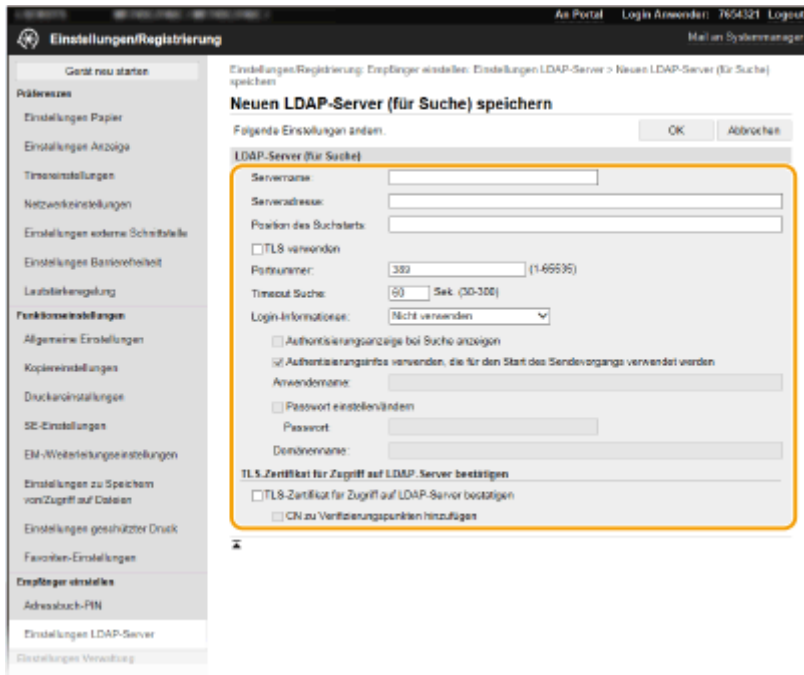 An Portal Login Anwender: 7654321 Logout
Einstellungen/Registrierung
Mail an Systemmanager
Gerät neu starten
Präferenzen
Einstellungen Papier
Einstellungen Anzeige
Timereinstellungen
Netzwerkeinstellungen
Einstellungen externe Schnittstelle
Einstellungen Barrierefreiheit
Lautstärkeregelung
Funktionseinstellungen
Allgemeine Einstellungen
Kopiereinstellungen
Druckereinstallungen
SE-Einstellungen
EM-/Weiterleitungseinstellungen
Einstellungen zu Speichern
von/Zugriff auf Dateien
Einstellungen geschützter Druck
Favoriten-Einstellungen
Empfänger einstellen
Adressbuch-PIN
Einstellungen LDAP-Server
Einstellungen Verwaltung
Einstellungen/Registrierung: Empfänger einstellen: Einstellungen LDAP-Server > Neuen LDAP-Server (für Suche)
speichern
Neuen LDAP-Server (für Suche) speichern
Folgende Einstellungen ändern.
OK Abbrechen
LDAP-Server (für Suche)
Servername:
Serveradresse:
Position des Suchstarts:
TLS verwenden
Portnummer: 389 (1-65535)
Timeout Suche: 60 Sek. (30-300)
Login-Informationen: Nicht verwenden
Authentisierungsanzeige bei Suche anzeigen
Authentisierungsinfos verwenden, die für den Start des Sendevorgangs verwendet werden
Anwendername:
Passwort einstellen/ändern
Passwort:
Domänenname:
TLS-Zertifikat für Zugriff auf LDAP-Server bestätigen
TLS-Zertifikat für Zugriff auf LDAP-Server bestätigen
CN zu Verifizierungspunkten hinzufügen